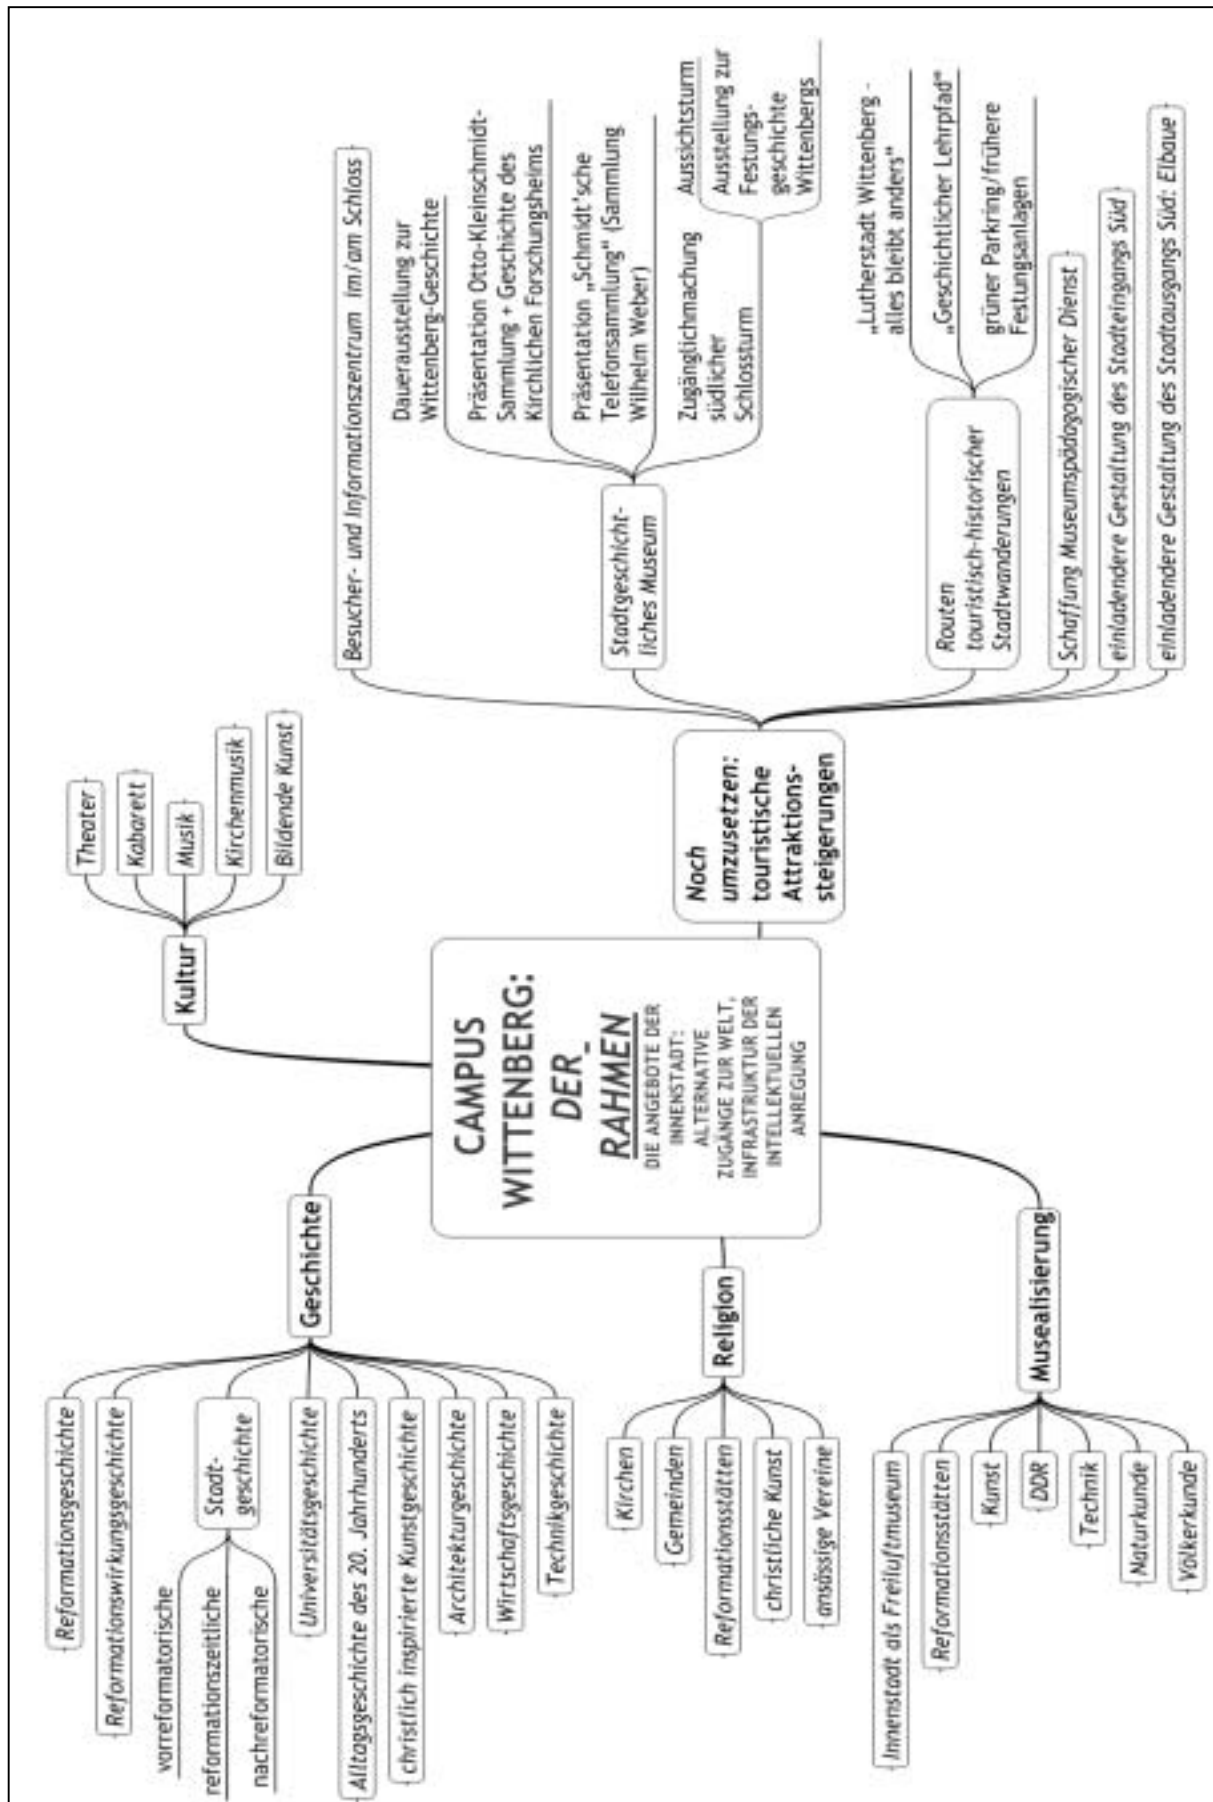 CAMPUS
WITTENBERG:
DER
RAHMEN
DIE ANGEBOTE DER
INNENSTADT:
ALTERNATIVE
ZUGÄNGE ZUR WELT,
INFRASTRUKTUR DER
INTELLEKTUELLEN
ANREGUNG
Geschichte
Reformationsgeschichte
Reformationswirkungsgeschichte
Stadt-
geschichte
vorreformatorische
reformationszeitliche
nachreformatorische
Universitätsgeschichte
Alltagsgeschichte des 20. Jahrhunderts
christlich inspirierte Kunstgeschichte
Architekturgeschichte
Wirtschaftsgeschichte
Technikgeschichte
Religion
Kirchen
Gemeinden
Reformationsstätten
christliche Kunst
ansässige Vereine
Musealisierung
Innenstadt als Freiluftmuseum
Reformationsstätten
Kunst
DDR
Technik
Naturkunde
Völkerkunde
Kultur
Theater
Kabarett
Musik
Kirchenmusik
Bildende Kunst
Noch
umzusetzen:
touristische
Attraktions-
steigerungen
Besucher- und Informationszentrum im/am Schloss
Stadtgeschicht-
liches Museum
Dauerausstellung zur
Wittenberg-Geschichte
Präsentation Otto-Kleinschmidt-
Sammlung + Geschichte des
Kirchlichen Forschungsheims
Präsentation „Schmidt'sche
Telefonsammlung“ (Sammlung
Wilhelm Weber)
Zugänglichmachung
südlicher
Schlossturm
Aussichtsturm
Ausstellung zur
Festungs-
geschichte
Wittenbergs
Routen
touristisch-historischer
Stadtwanderungen
„Lutherstadt Wittenberg -
alles bleibt anders“
„Geschichtlicher Lehrpfad“
grüner Parkring/frühere
Festungsanlagen
Schaffung Museumspädagogischer Dienst
einladendere Gestaltung des Stadteingangs Süd
einladendere Gestaltung des Stadtausgangs Süd: Elbaue